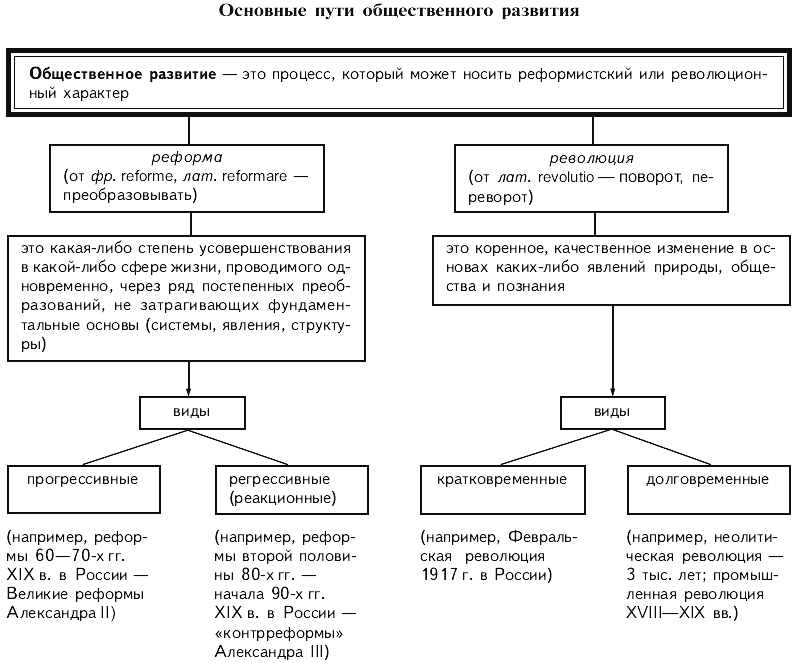 Основные пути общественного развития
Общественное развитие — это процесс, который может носить реформистский или революцион-
ный характер
реформа
(от фр. reforme, лат. reformare —
преобразовывать)
революция
(от лат. revolutio — поворот, пе-
реворот)
это какая-либо степень усовершенствования
в какой-либо сфере жизни, проводимого од-
новременно, через ряд постепенных преоб-
разований, не затрагивающих фундамен-
тальные основы (системы, явления, структу-
ры)
это коренное, качественное изменение в ос-
новах каких-либо явлений природы, обще-
ства и познания
виды
виды
прогрессивные
регрессивные
(реакционные)
кратковременные
долговременные
(например, рефор-
мы 60—70-х гг.
XIX в. в России —
Великие реформы
Александра II)
(например, рефор-
мы второй полови-
ны 80-х гг. —
начала 90-х гг.
XIX в. в России —
«контрреформы»
Александра III)
(например, Февраль-
ская революция
1917 г. в России)
(например, неолити-
ческая революция —
3 тыс. лет; промыш-
ленная революция
XVIII—XIX вв.)